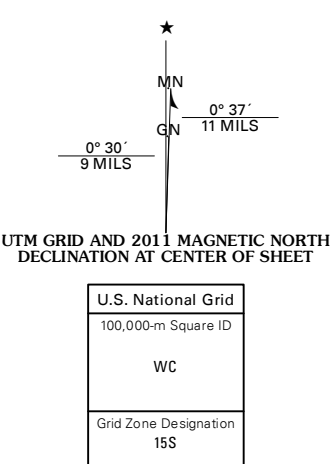 ★
MN
GN
0° 37´
11 MILS
0° 30´
9 MILS
UTM GRID AND 2011 MAGNETIC NORTH
DECLINATION AT CENTER OF SHEET
U.S. National Grid
100,000-m Square ID
WC
Grid Zone Designation
15S